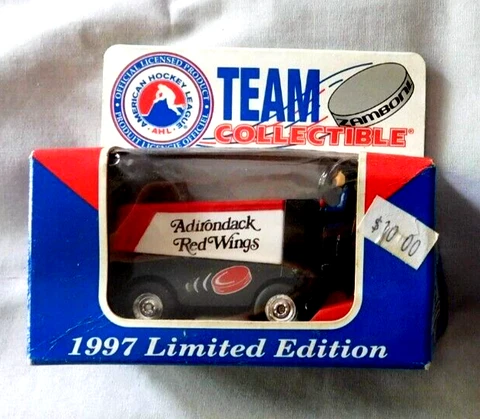 OFFICIAL LICENSED PRODUCT
AMERICAN HOCKEY LEAGUE
AHL
PRODUIT LICENCIE OFFICIEL
TEAM
COLLECTIBLE®
ZAMBONI
Adirondack
Red Wings
$10.00
1997 Limited Edition